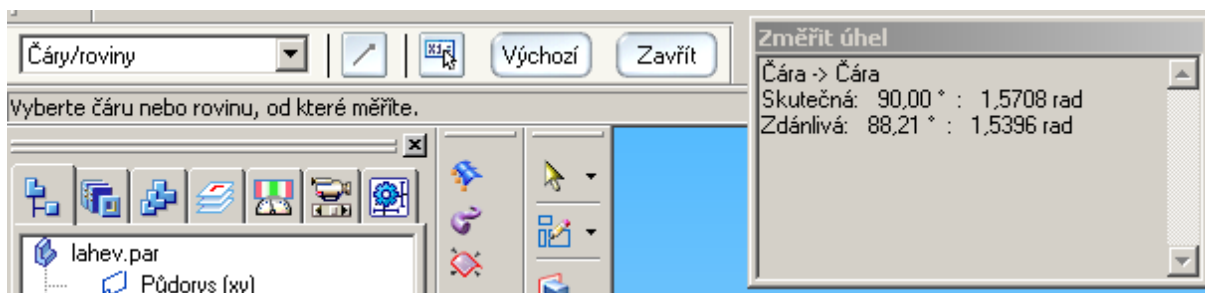 Čáry/roviny
Výchozí
Zavřít
Vyberte čáru nebo rovinu, od které měříte.
lahev.par
Půdorys (xy)
Změřit úhel
Čára -> Čára
Skutečná: 90,00 ° : 1,5708 rad
Zdánlivá: 88,21 ° : 1,5396 rad